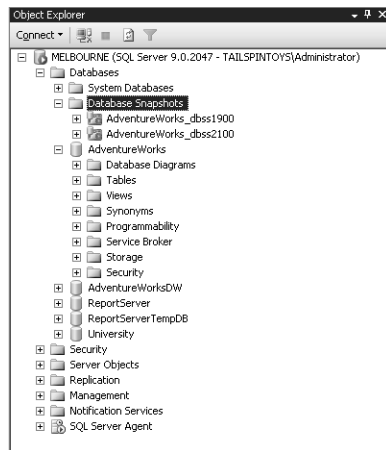 Object Explorer
Connect
MELBOURNE (SQL Server 9.0.2047 - TAILSPINTOYS\Administrator)
Databases
System Databases
Database Snapshots
AdventureWorks_dbss1900
AdventureWorks_dbss2100
AdventureWorks
Database Diagrams
Tables
Views
Synonyms
Programmability
Service Broker
Storage
Security
AdventureWorksDW
ReportServer
ReportServerTempDB
University
Security
Server Objects
Replication
Management
Notification Services
SQL Server Agent